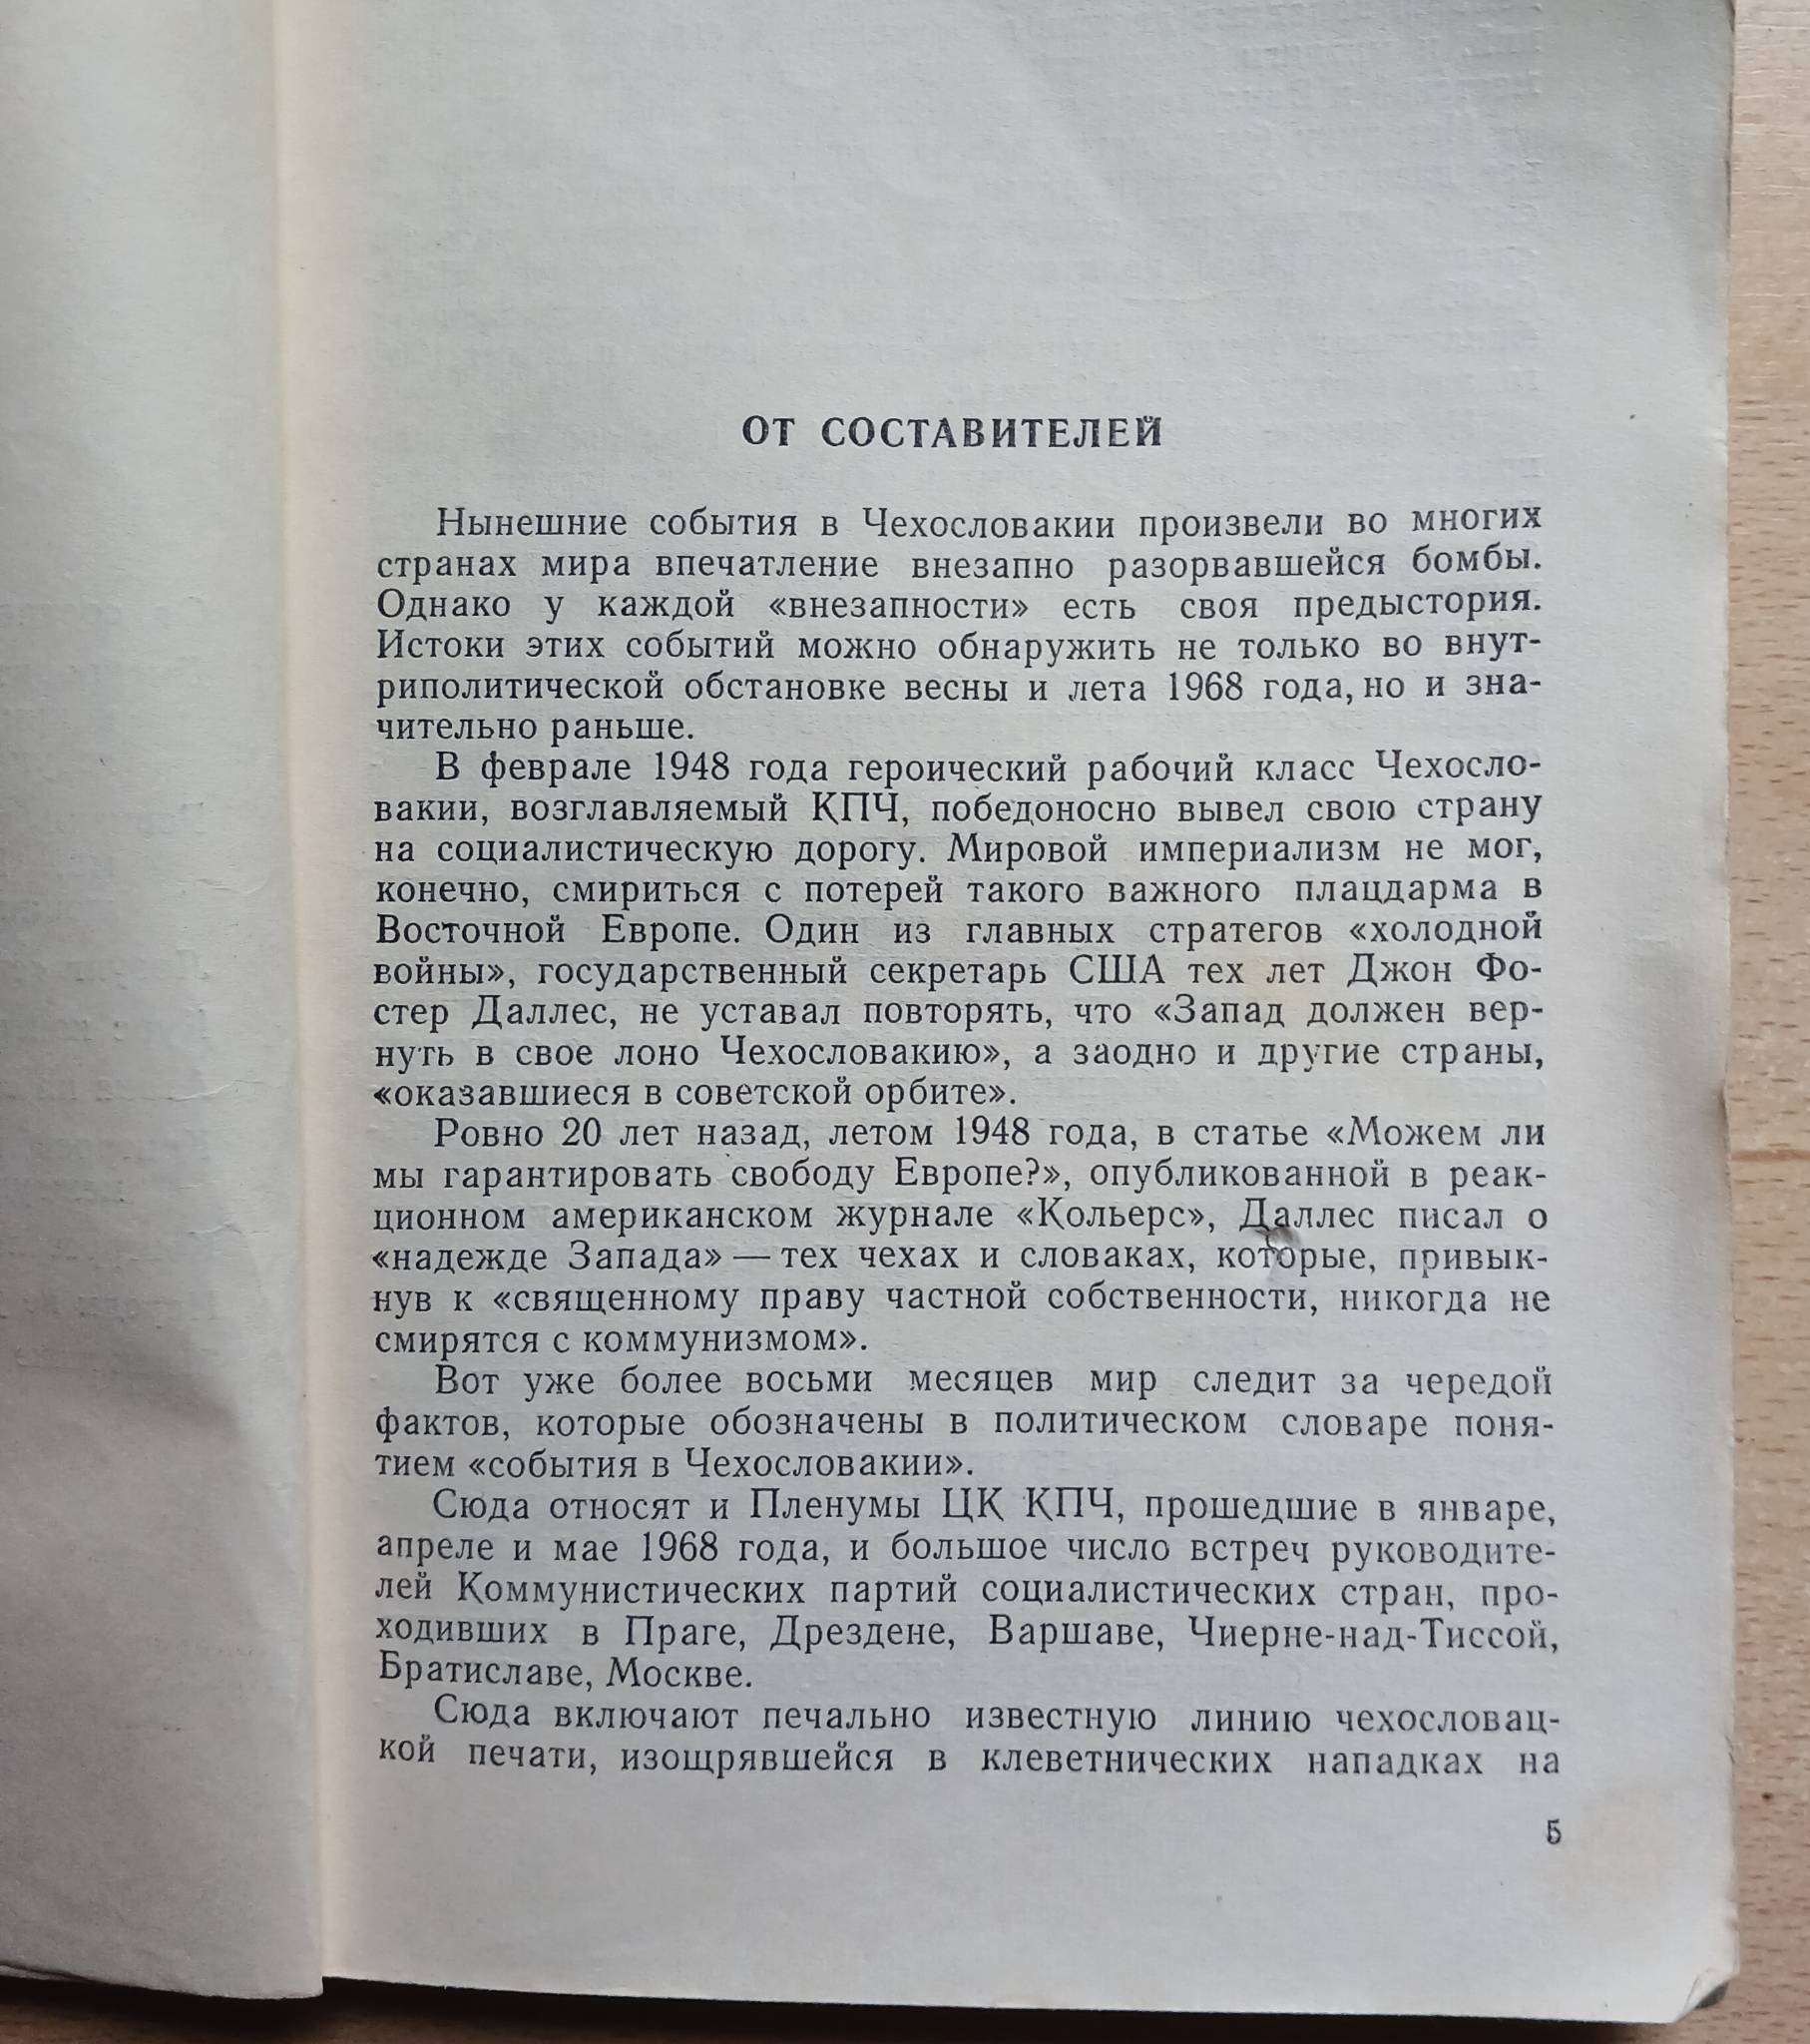 ОТ СОСТАВИТЕЛЕЙ
Нынешние события в Чехословакии произвели во многих
странах мира впечатление внезапно разорвавшейся бомбы.
Однако у каждой «внезапности» есть своя предыстория.
Истоки этих событий можно обнаружить не только во внут-
риполитической обстановке весны и лета 1968 года, но и зна-
чительно раньше.
В феврале 1948 года героический рабочий класс Чехосло-
вакии, возглавляемый КПЧ, победоносно вывел свою страну
на социалистическую дорогу. Мировой империализм не мог,
конечно, смириться с потерей такого важного плацдарма в
Восточной Европе. Один из главных стратегов «холодной
войны», государственный секретарь США тех лет Джон Фо-
стер Даллес, не уставал повторять, что «Запад должен вер-
нуть в свое лоно Чехословакию», а заодно и другие страны,
«оказавшиеся в советской орбите».
Ровно 20 лет назад, летом 1948 года, в статье «Можем ли
мы гарантировать свободу Европе?», опубликованной в реак-
ционном американском журнале «Кольерс», Даллес писал о
«надежде Запада» — тех чехах и словаках, которые, привык-
нув к «священному праву частной собственности, никогда не
смирятся с коммунизмом».
Вот уже более восьми месяцев мир следит за чередой
фактов, которые обозначены в политическом словаре поня-
тием «события в Чехословакии».
Сюда относят и Пленумы ЦК КПЧ, прошедшие в январе,
апреле и мае 1968 года, и большое число встреч руководите-
лей Коммунистических партий социалистических стран, про-
ходивших в Праге, Дрездене, Варшаве, Чиерне-над-Тиссой,
Братиславе, Москве.
Сюда включают печально известную линию чехословац-
кой печати, изощрявшейся в клеветнических нападках на
5